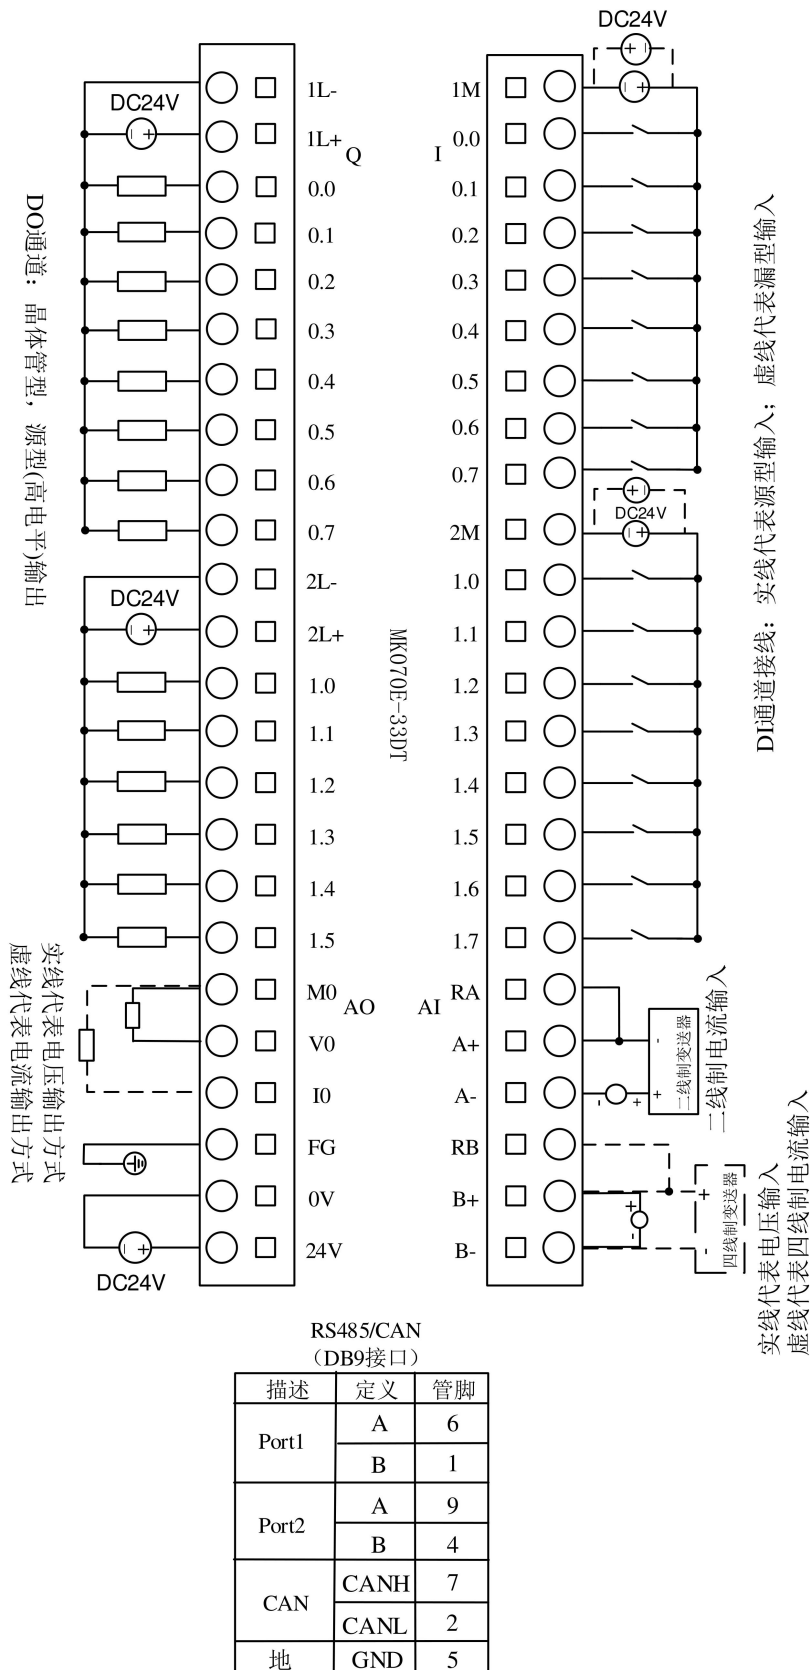 DC24V
1L-
DC24V
1L+
Q
0.0
0.1
0.2
0.3
0.4
0.5
0.6
0.7
2L-
DC24V
2L+
1.0
1.1
1.2
1.3
1.4
1.5
M0
AO
V0
I0
FG
0V
24V
DC24V
DO通道：晶体管型，源型(高电平)输出
实线代表电压输出方式
虚线代表电流输出方式
MK070E-33DT
1M
I
0.0
0.1
0.2
0.3
0.4
0.5
0.6
0.7
DC24V
2M
1.0
1.1
1.2
1.3
1.4
1.5
1.6
1.7
AI
RA
A+
A-
RB
B+
B-
DI通道接线：实线代表源型输入；虚线代表漏型输入
二线制变送器
二线制电流输入
四线制变送器
实线代表电压输入
虚线代表四线制电流输入
RS485/CAN
（DB9接口）
描述 定义 管脚
Port1 A 6
B 1
Port2 A 9
B 4
CAN CANH 7
CANL 2
地 GND 5